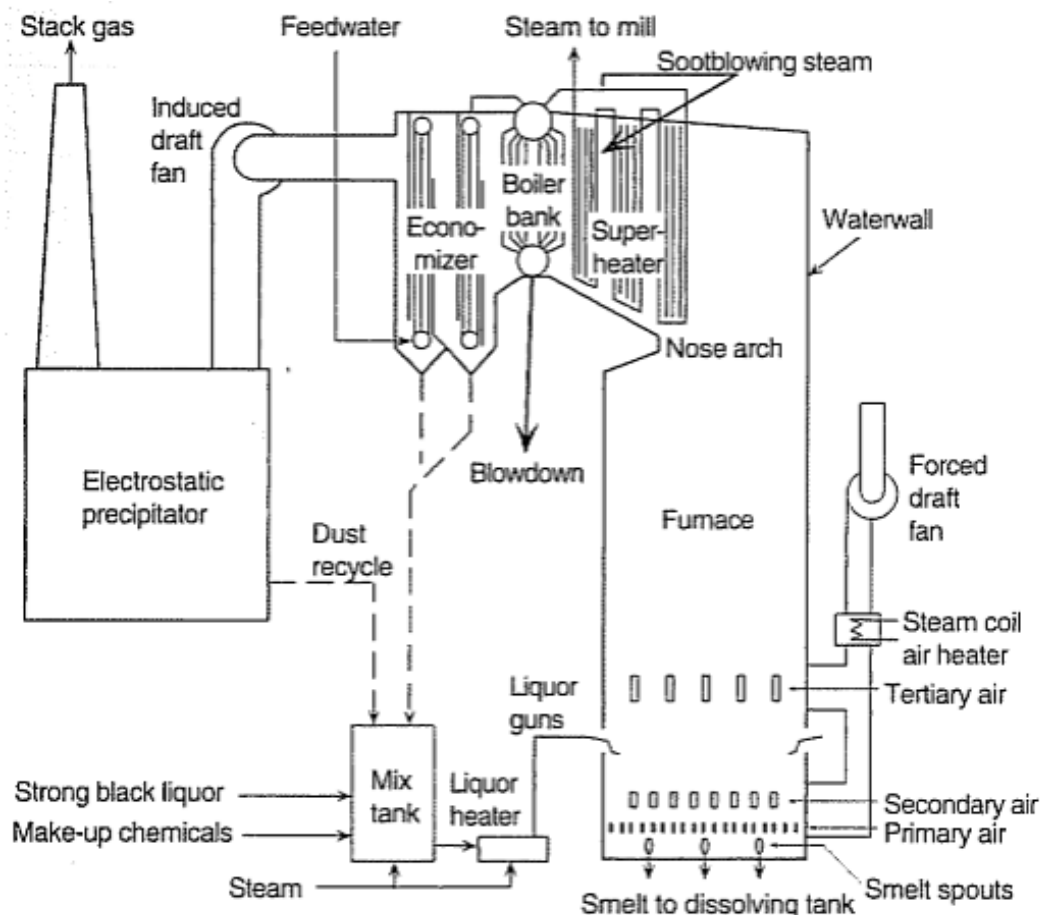 Stack gas
Feedwater
Steam to mill
Sootblowing steam
Induced
draft
fan
Boiler
bank
Econo-
mizer
Super-
heater
Waterwall
Nose arch
Electrostatic
precipitator
Blowdown
Furnace
Forced
draft
fan
Dust
recycle
Steam coil
air heater
Liquor
guns
Tertiary air
Mix
tank
Liquor
heater
Strong black liquor
Make-up chemicals
Secondary air
Primary air
Steam
Smelt to dissolving tank
Smelt spouts